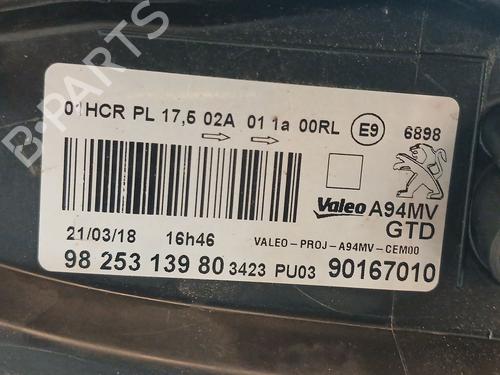 B-PARTS
01HCR PL 17,5 02A 01 1a 00RL E9 6898
Valeo A94MV
GTD
21/03/18 16h46 VALEO-PROJ-A94MV-CEM00
98 253 139 80 3423 PU03 90167010